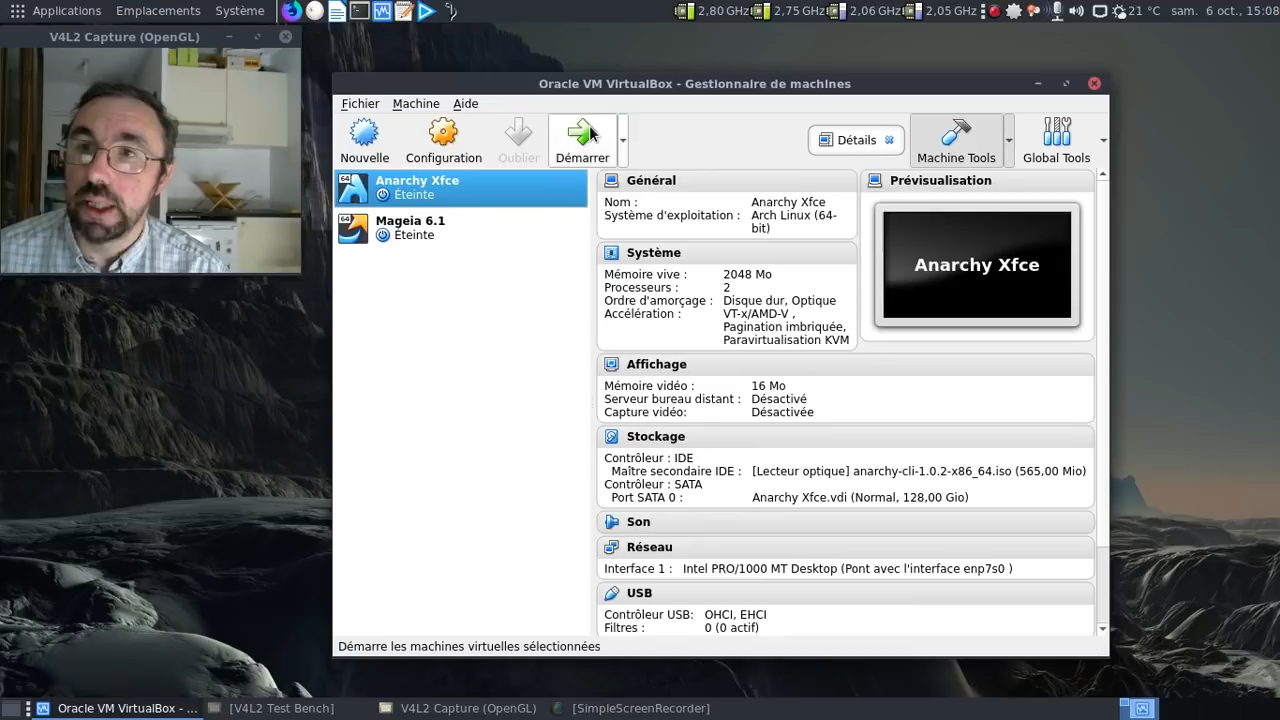 Applications Emplacements Système 2,80 GHz 2,75 GHz 2,06 GHz 2,05 GHz 21 °C sam. 6 oct., 15:08
V4L2 Capture (OpenGL)
Oracle VM VirtualBox - Gestionnaire de machines
Fichier Machine Aide
Nouvelle Configuration Oublier Démarrer Détails Machine Tools Global Tools
64 Anarchy Xfce
Éteinte
64 Mageia 6.1
Éteinte
Général
Nom : Anarchy Xfce
Système d'exploitation : Arch Linux (64-
bit)
Système
Mémoire vive : 2048 Mo
Processeurs : 2
Ordre d'amorçage : Disque dur, Optique
Accélération : VT-x/AMD-V ,
Pagination imbriquée,
Paravirtualisation KVM
Prévisualisation
Anarchy Xfce
Affichage
Mémoire vidéo : 16 Mo
Serveur bureau distant : Désactivé
Capture vidéo: Désactivée
Stockage
Contrôleur : IDE
Maître secondaire IDE : [Lecteur optique] anarchy-cli-1.0.2-x86_64.iso (565,00 Mio)
Contrôleur : SATA
Port SATA 0 : Anarchy Xfce.vdi (Normal, 128,00 Gio)
Son
Réseau
Interface 1 : Intel PRO/1000 MT Desktop (Pont avec l'interface enp7s0 )
USB
Contrôleur USB: OHCI, EHCI
Filtres : 0 (0 actif)
Démarre les machines virtuelles sélectionnées
Oracle VM VirtualBox - ... [V4L2 Test Bench] V4L2 Capture (OpenGL) [SimpleScreenRecorder]